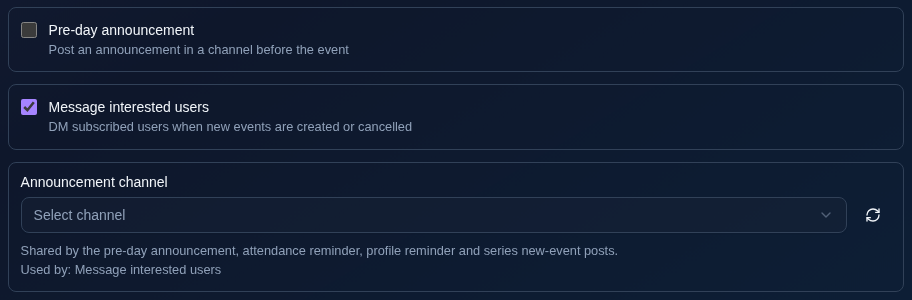 Pre-day announcement
Post an announcement in a channel before the event
Message interested users
DM subscribed users when new events are created or cancelled
Announcement channel
Select channel
Shared by the pre-day announcement, attendance reminder, profile reminder and series new-event posts.
Used by: Message interested users